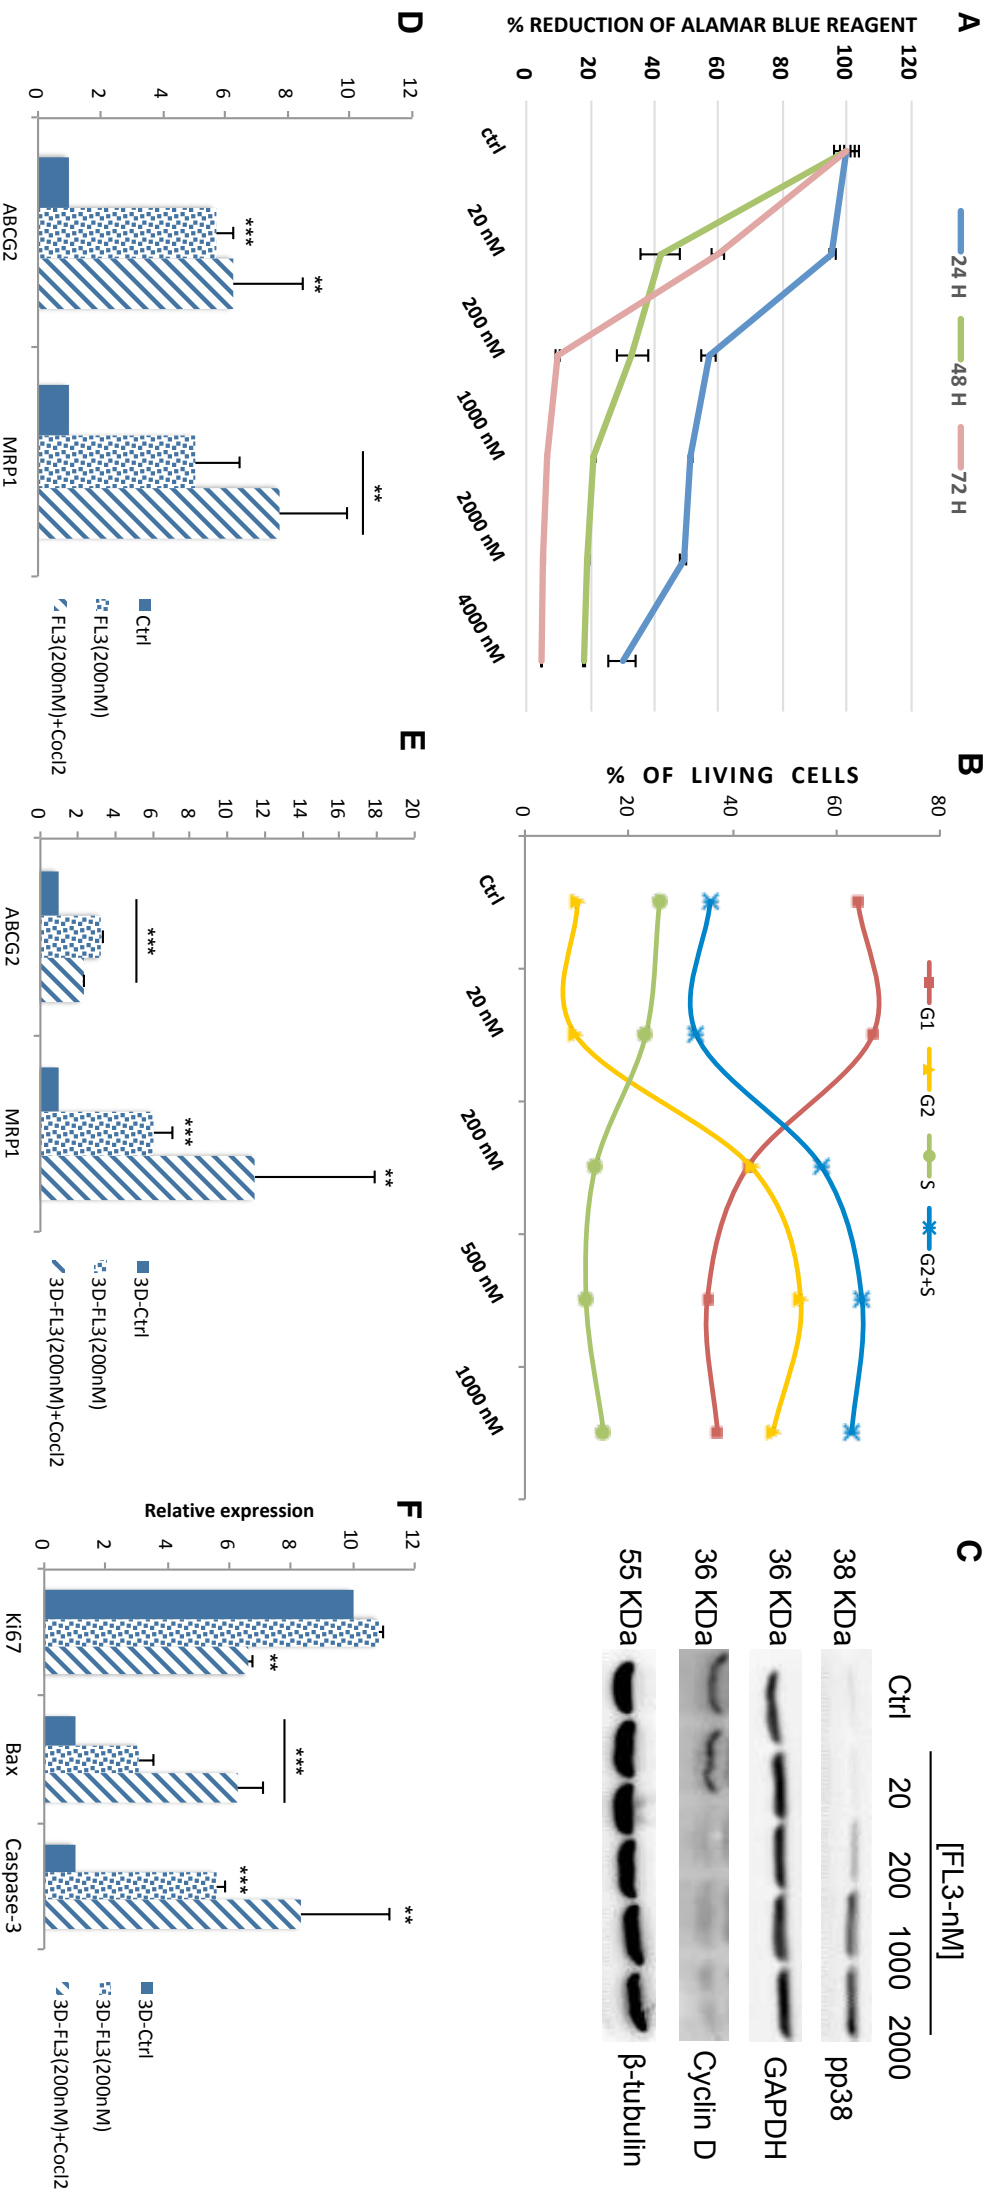 A
% REDUCTION OF ALAMAR BLUE REAGENT
24 H 48 H 72 H
120
100
80
60
40
20
0
ctrl 20 nM 200 nM 1000 nM 2000 nM 4000 nM
B
% OF LIVING CELLS
G1 G2 S G2+S
80
60
40
20
0
Ctrl 20 nM 200 nM 500 nM 1000 nM
C
[FL3-nM]
Ctrl 20 200 1000 2000
38 KDa pp38
36 KDa GAPDH
36 KDa Cyclin D
55 KDa β-tubulin
D
12
10
8
6
4
2
0
*** ** **
ABCG2 MRP1
Ctrl
FL3(200nM)
FL3(200nM)+Cocl2
E
20
18
16
14
12
10
8
6
4
2
0
*** *** **
ABCG2 MRP1
3D-Ctrl
3D-FL3(200nM)
3D-FL3(200nM)+Cocl2
F
Relative expression
12
10
8
6
4
2
0
** *** *** **
Ki67 Bax Caspase-3
3D-Ctrl
3D-FL3(200nM)
3D-FL3(200nM)+Cocl2